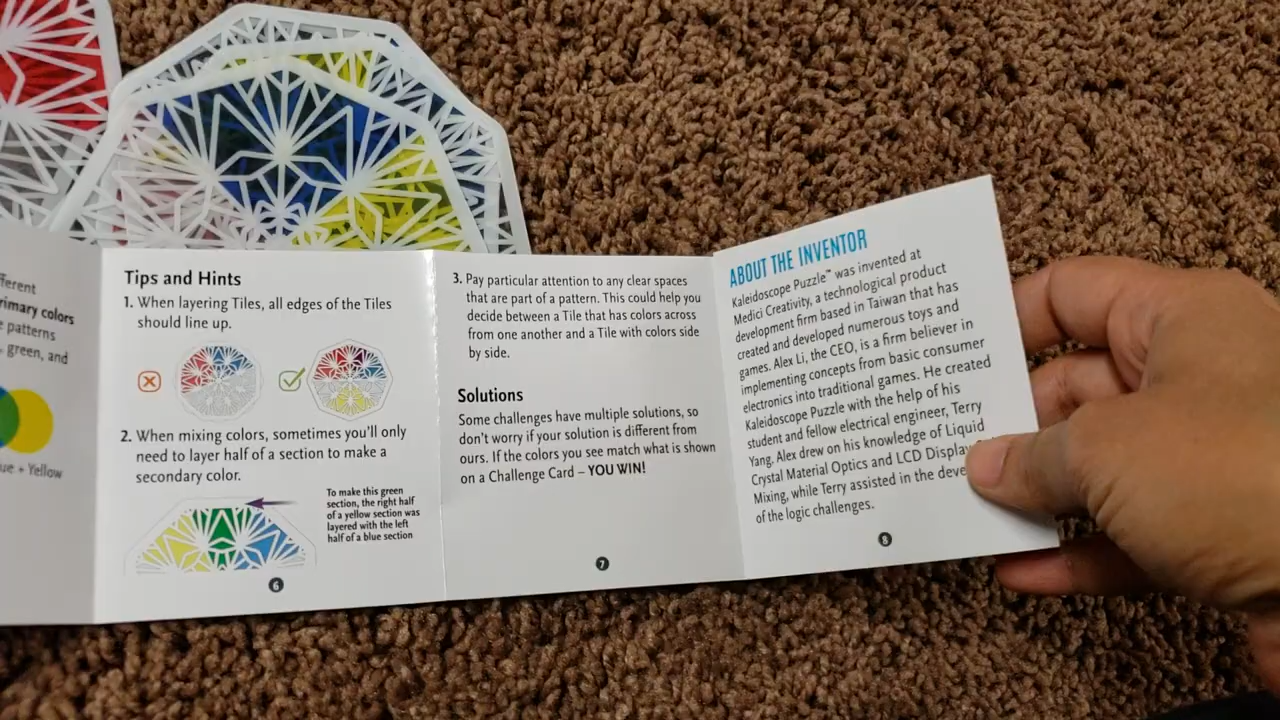 fferent
rimary colors
patterns
green, and
ue + Yellow
Tips and Hints
1. When layering Tiles, all edges of the Tiles
should line up.
2. When mixing colors, sometimes you'll only
need to layer half of a section to make a
secondary color.
To make this green
section, the right half
of a yellow section was
layered with the left
half of a blue section
6
3. Pay particular attention to any clear spaces
that are part of a pattern. This could help you
decide between a Tile that has colors across
from one another and a Tile with colors side
by side.
Solutions
Some challenges have multiple solutions, so
don't worry if your solution is different from
ours. If the colors you see match what is shown
on a Challenge Card – YOU WIN!
7
ABOUT THE INVENTOR
Kaleidoscope Puzzle™ was invented at
Medici Creativity, a technological product
development firm based in Taiwan that has
created and developed numerous toys and
games. Alex Li, the CEO, is a firm believer in
implementing concepts from basic consumer
electronics into traditional games. He created
Kaleidoscope Puzzle with the help of his
student and fellow electrical engineer, Terry
Yang. Alex drew on his knowledge of Liquid
Crystal Material Optics and LCD Display
Mixing, while Terry assisted in the deve
of the logic challenges.
8